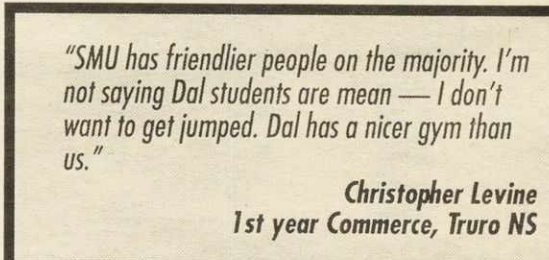 "SMU has friendlier people on the majority. I'm
not saying Dal students are mean — I don't
want to get jumped. Dal has a nicer gym than
us."
Christopher Levine
1st year Commerce, Truro NS